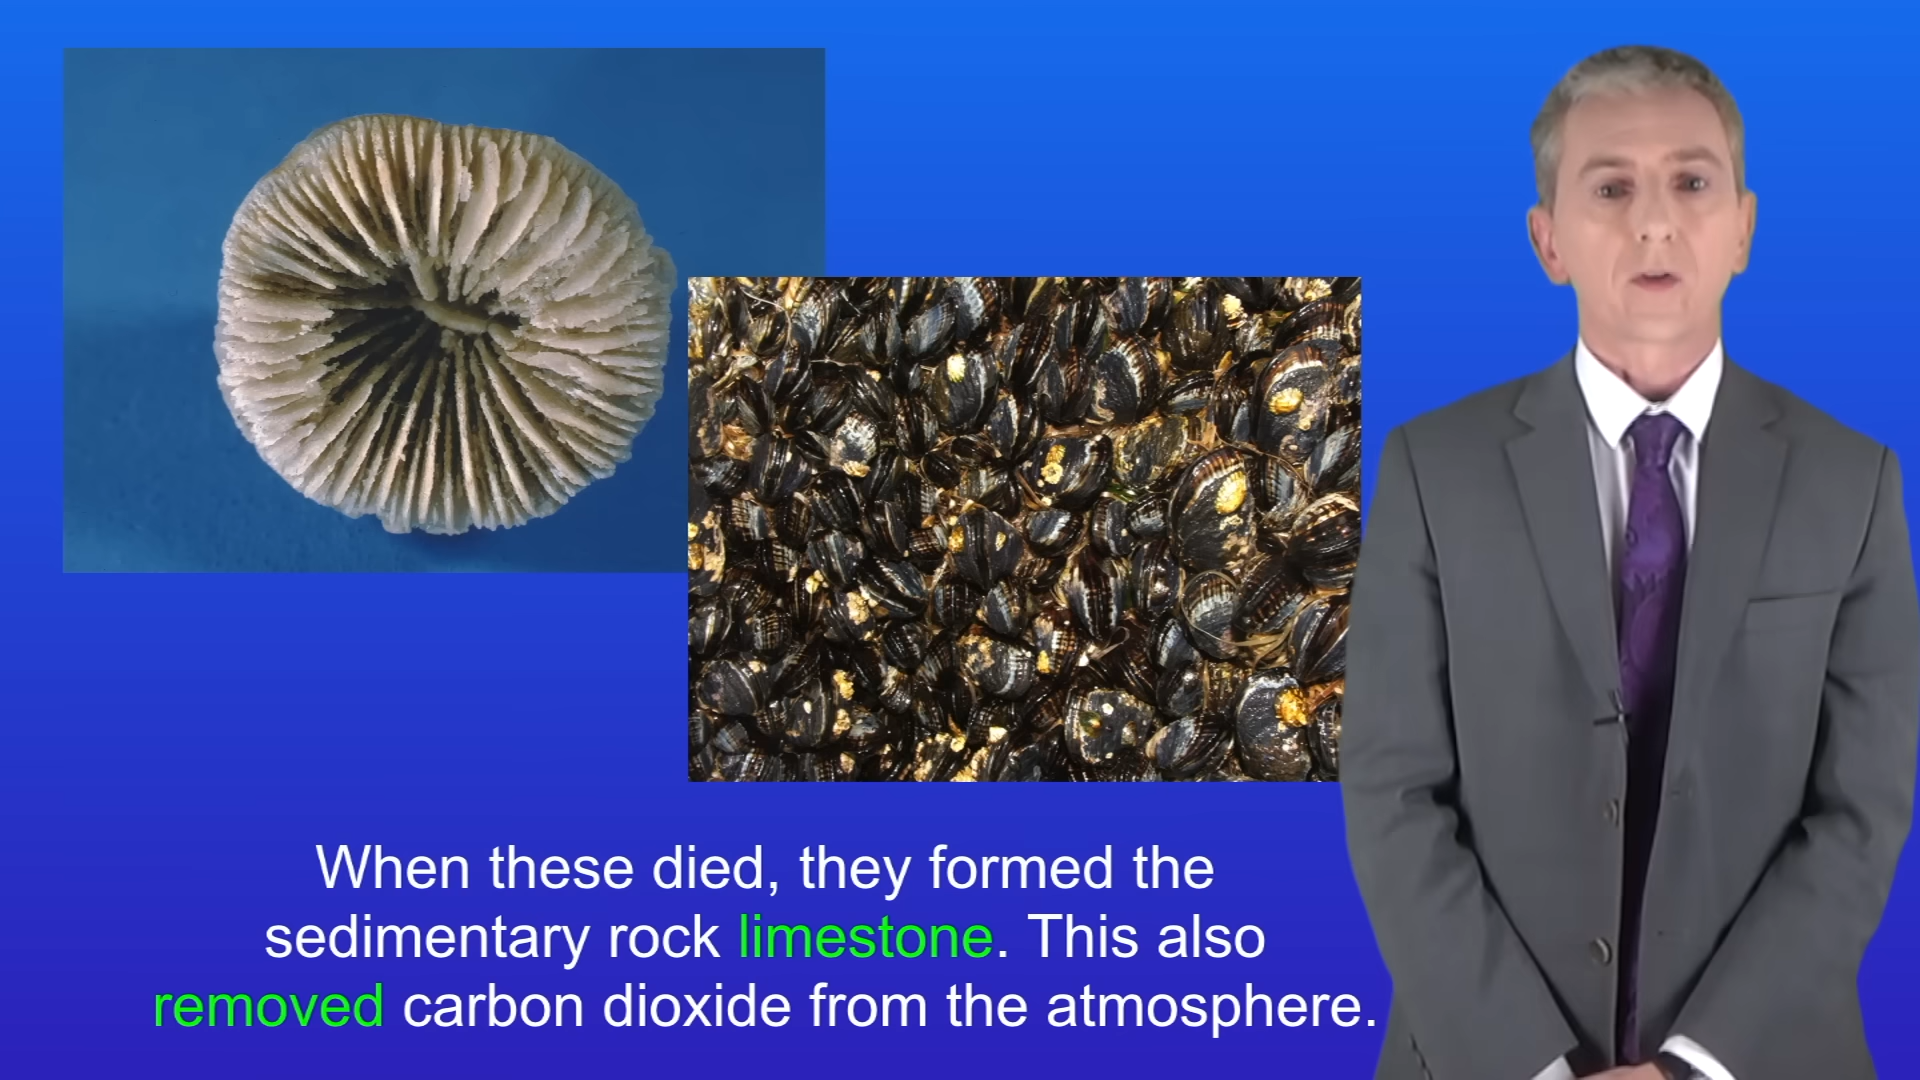 When these died, they formed the
sedimentary rock limestone. This also
removed carbon dioxide from the atmosphere.